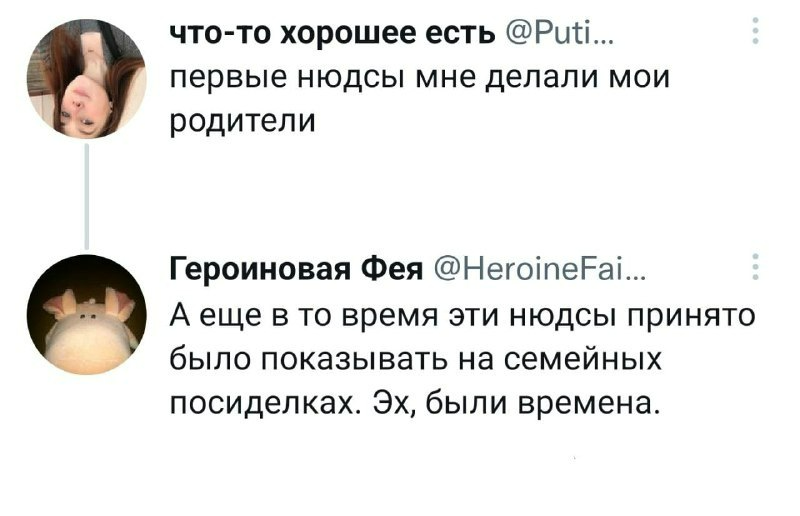 что-то хорошее есть @Puti...
первые нюдсы мне делали мои
родители
Героиновая Фея @HeroineFai...
А еще в то время эти нюдсы принято
было показывать на семейных
посиделках. Эх, были времена.